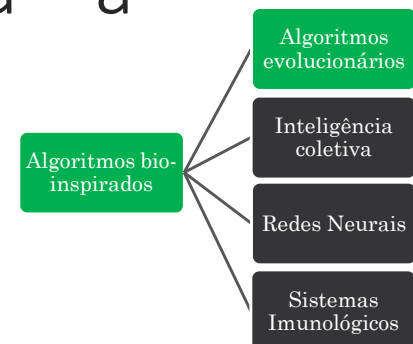 Algoritmos
evolucionários
Inteligência
coletiva
Algoritmos bio-
inspirados
Redes Neurais
Sistemas
Imunológicos